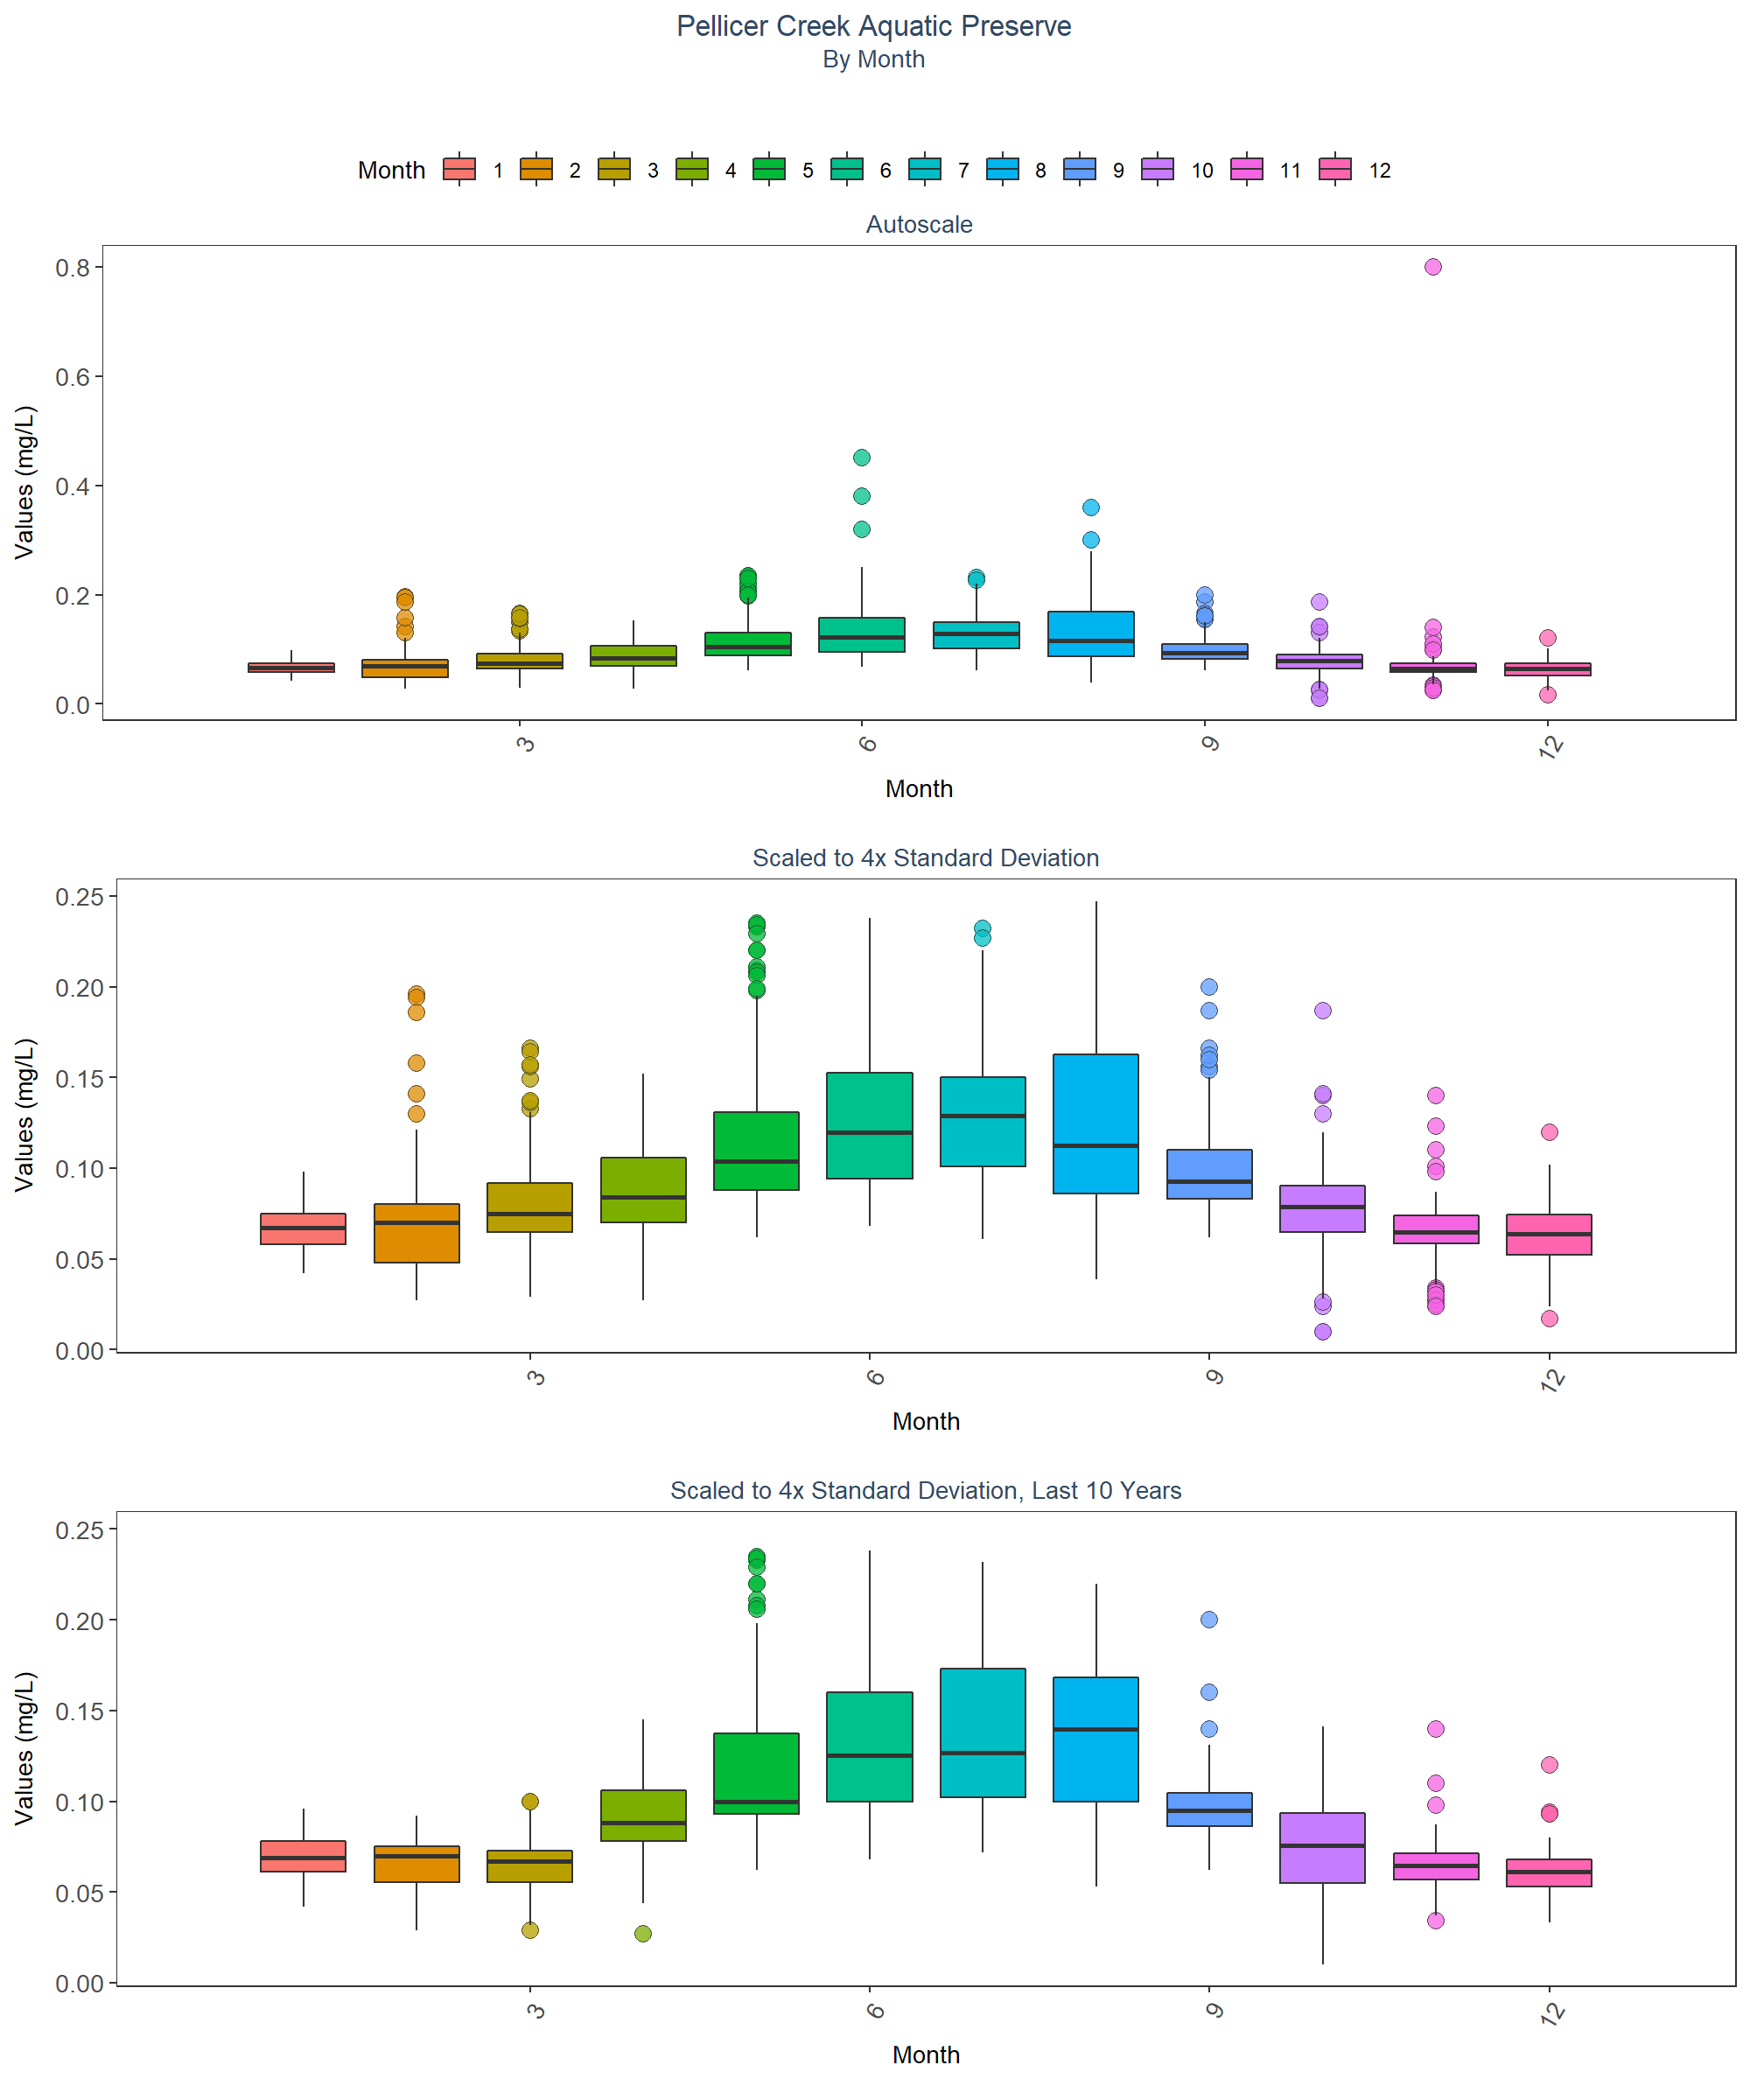 Pellicer Creek Aquatic Preserve
By Month
Month 1 2 3 4 5 6 7 8 9 10 11 12
Autoscale
Values (mg/L)
0.8
0.6
0.4
0.2
0.0
3 6 9 12
Month
Scaled to 4x Standard Deviation
Values (mg/L)
0.25
0.20
0.15
0.10
0.05
0.00
3 6 9 12
Month
Scaled to 4x Standard Deviation, Last 10 Years
Values (mg/L)
0.25
0.20
0.15
0.10
0.05
0.00
3 6 9 12
Month